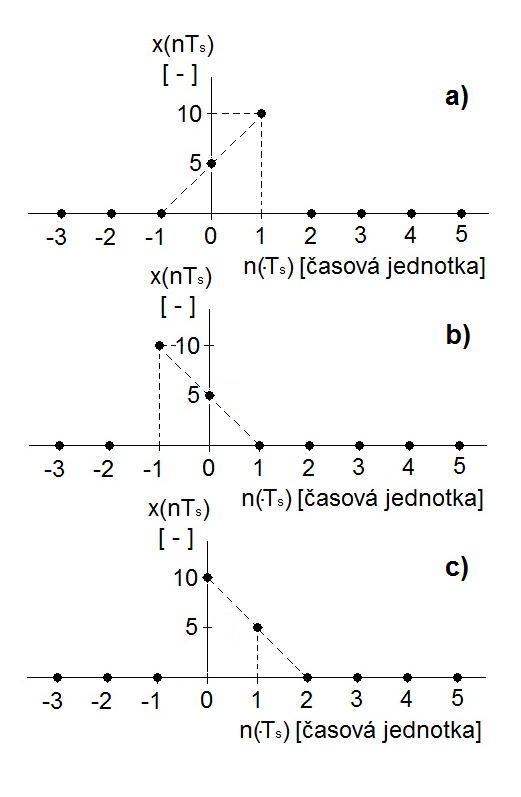 x(nTs)
[ - ]
a)
10
5
-3 -2 -1 0 1 2 3 4 5
n(·Ts) [časová jednotka]
x(nTs)
[ - ]
b)
10
5
-3 -2 -1 0 1 2 3 4 5
n(·Ts) [časová jednotka]
x(nTs)
[ - ]
c)
10
5
-3 -2 -1 0 1 2 3 4 5
n(·Ts) [časová jednotka]